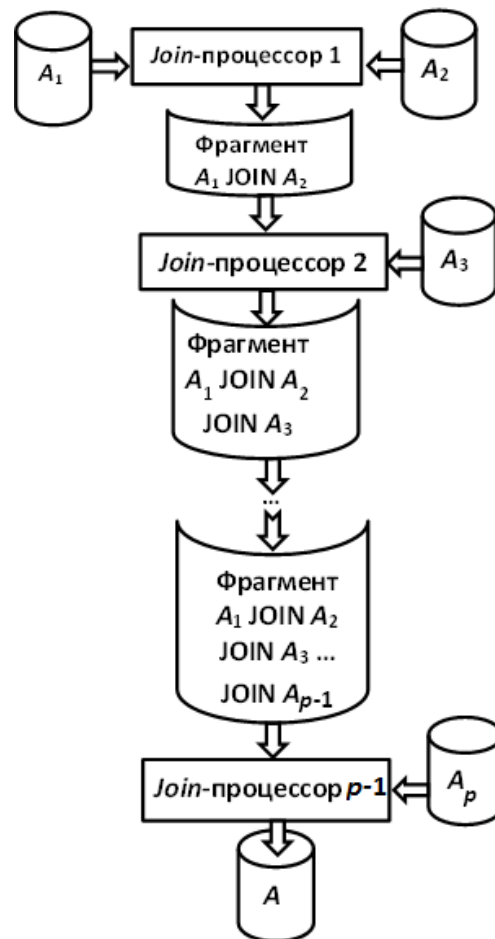 A₁
Join-процессор 1
A₂
Фрагмент
A₁ JOIN A₂
Join-процессор 2
A₃
Фрагмент
A₁ JOIN A₂
JOIN A₃
...
Фрагмент
A₁ JOIN A₂
JOIN A₃ ...
JOIN Aₚ₋₁
Join-процессор p-1
Aₚ
A